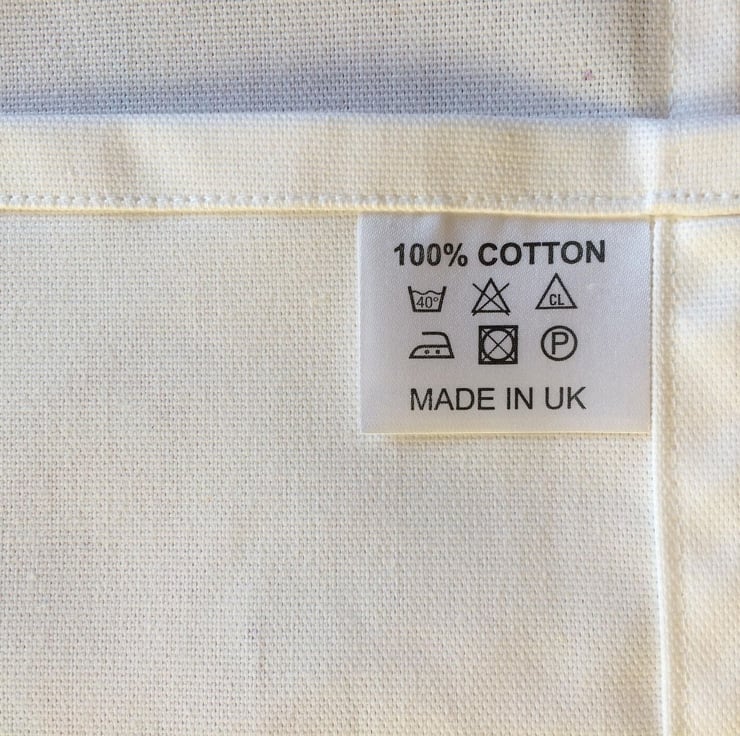 100% COTTON
40° CL
P
MADE IN UK